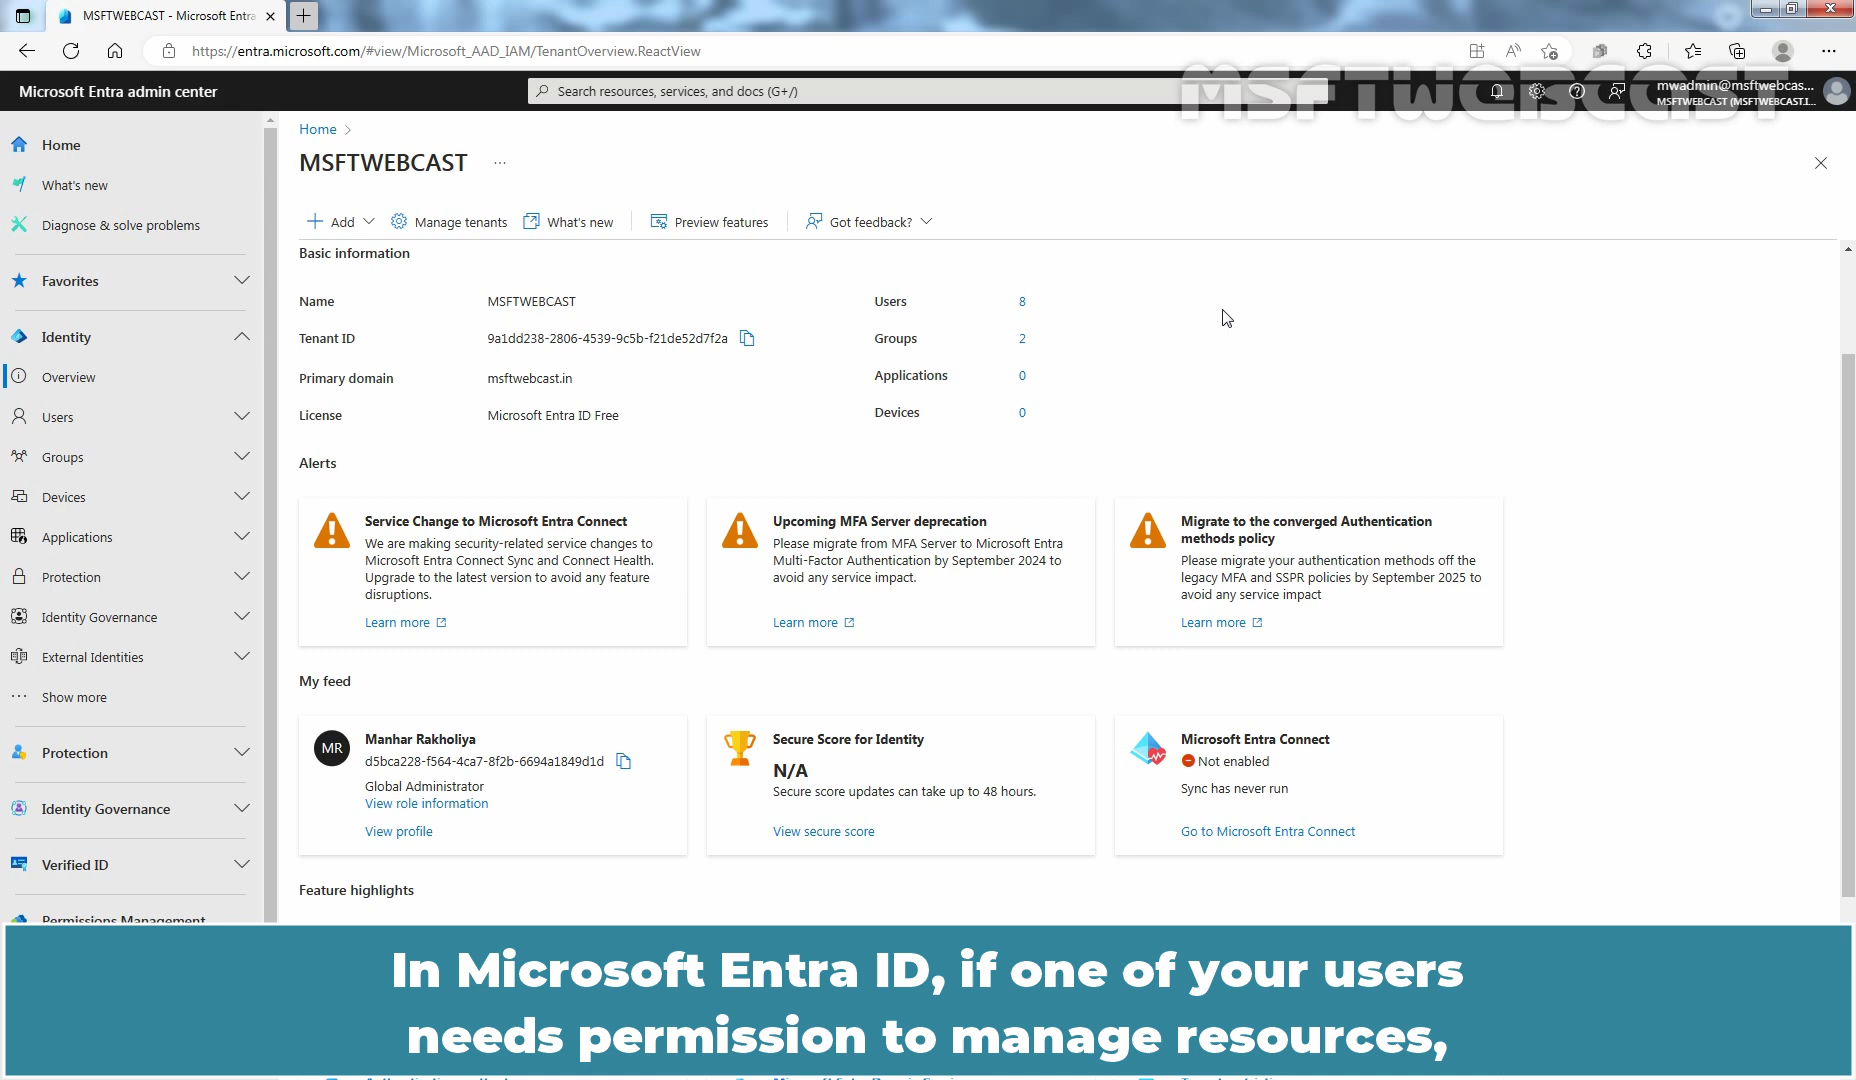 MSFTWEBCAST - Microsoft Entra
https://entra.microsoft.com/#view/Microsoft_AAD_IAM/TenantOverview.ReactView
Microsoft Entra admin center
Search resources, services, and docs (G+/)
MSFTWEBCAST
mwadmin@msftwebcas...
MSFTWEBCAST (MSFTWEBCAST.I...
Home
What's new
Diagnose & solve problems
Favorites
Identity
Overview
Users
Groups
Devices
Applications
Protection
Identity Governance
External Identities
Show more
Protection
Identity Governance
Verified ID
Permissions Management
Home
MSFTWEBCAST
Add
Manage tenants
What's new
Preview features
Got feedback?
Basic information
Name MSFTWEBCAST
Tenant ID 9a1dd238-2806-4539-9c5b-f21de52d7f2a
Primary domain msftwebcast.in
License Microsoft Entra ID Free
Users 8
Groups 2
Applications 0
Devices 0
Alerts
Service Change to Microsoft Entra Connect
We are making security-related service changes to
Microsoft Entra Connect Sync and Connect Health.
Upgrade to the latest version to avoid any feature
disruptions.
Learn more
Upcoming MFA Server deprecation
Please migrate from MFA Server to Microsoft Entra
Multi-Factor Authentication by September 2024 to
avoid any service impact.
Learn more
Migrate to the converged Authentication
methods policy
Please migrate your authentication methods off the
legacy MFA and SSPR policies by September 2025 to
avoid any service impact
Learn more
My feed
MR
Manhar Rakholiya
d5bca228-f564-4ca7-8f2b-6694a1849d1d
Global Administrator
View role information
View profile
Secure Score for Identity
N/A
Secure score updates can take up to 48 hours.
View secure score
Microsoft Entra Connect
Not enabled
Sync has never run
Go to Microsoft Entra Connect
Feature highlights
In Microsoft Entra ID, if one of your users
needs permission to manage resources,